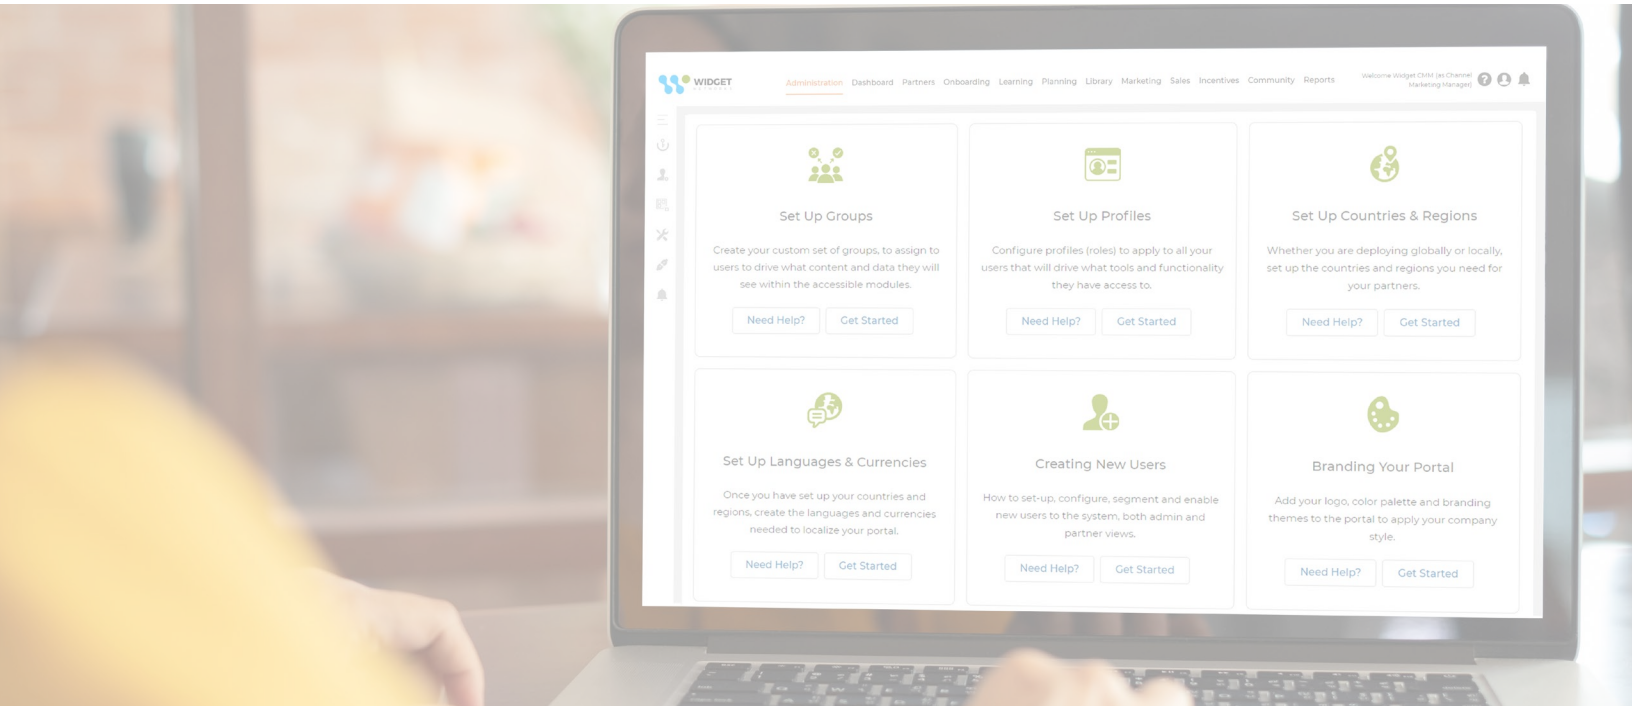 WIDGET
NETWORKS
Administration Dashboard Partners Onboarding Learning Planning Library Marketing Sales Incentives Community Reports
Welcome Widget CMM (as Channel
Marketing Manager)
Set Up Groups
Create your custom set of groups, to assign to
users to drive what content and data they will
see within the accessible modules.
Need Help? Get Started
Set Up Profiles
Configure profiles (roles) to apply to all your
users that will drive what tools and functionality
they have access to.
Need Help? Get Started
Set Up Countries & Regions
Whether you are deploying globally or locally,
set up the countries and regions you need for
your partners.
Need Help? Get Started
Set Up Languages & Currencies
Once you have set up your countries and
regions, create the languages and currencies
needed to localize your portal.
Need Help? Get Started
Creating New Users
How to set-up, configure, segment and enable
new users to the system, both admin and
partner views.
Need Help? Get Started
Branding Your Portal
Add your logo, color palette and branding
themes to the portal to apply your company
style.
Need Help? Get Started